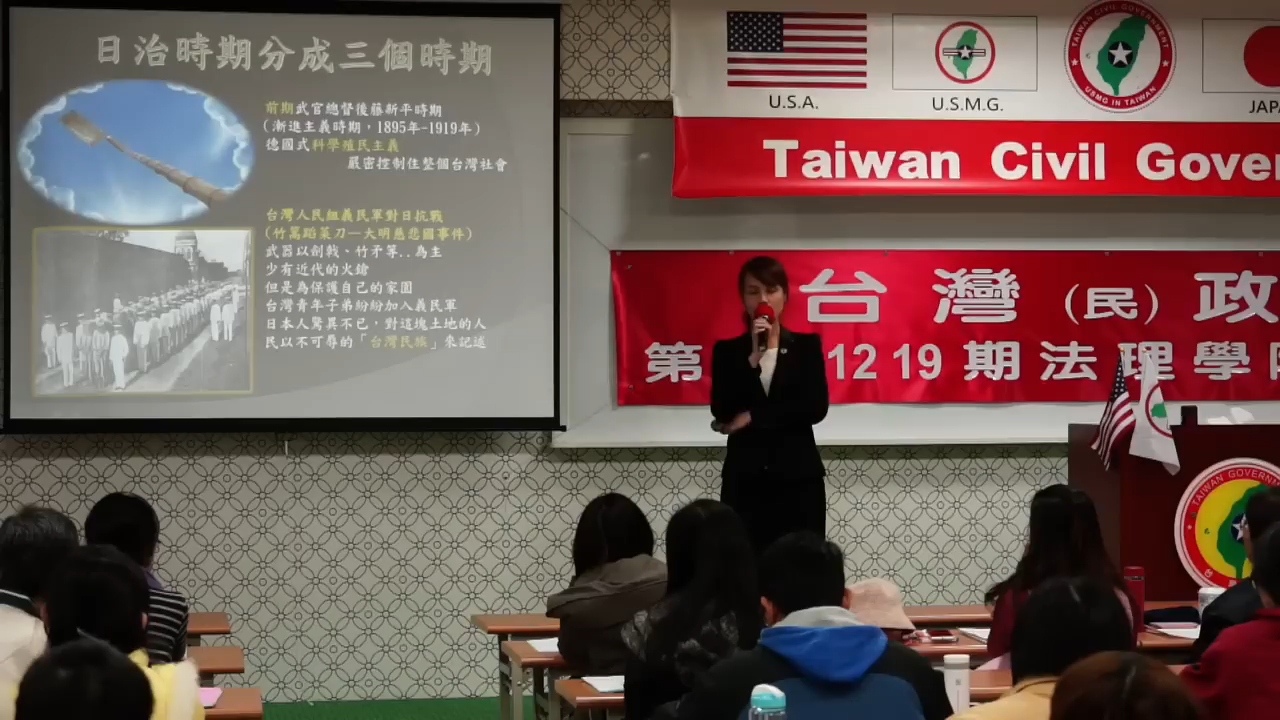 日治時期分成三個時期
前期武官總督後藤新平時期
(漸進主義時期，1895年-1919年)
德國式科學殖民主義
嚴密控制住整個台灣社會
台灣人民組義民軍對日抗戰
(竹篙蹈菜刀—大明慈悲國事件)
武器以劍戟、竹矛等..為主
少有近代的火鎗
但是為保護自己的家園
台灣青年子弟紛紛加入義民軍
日本人驚異不已，對這塊土地的人
民以不可辱的「台灣民族」來記述
U.S.A.
U.S.M.G.
TAIWAN CIVIL GOVERNMENT
USMG IN TAIWAN
JAPA
Taiwan Civil Gover
台灣(民)政
第 12 19 期法理學
TAIWAN GOVERNMENT